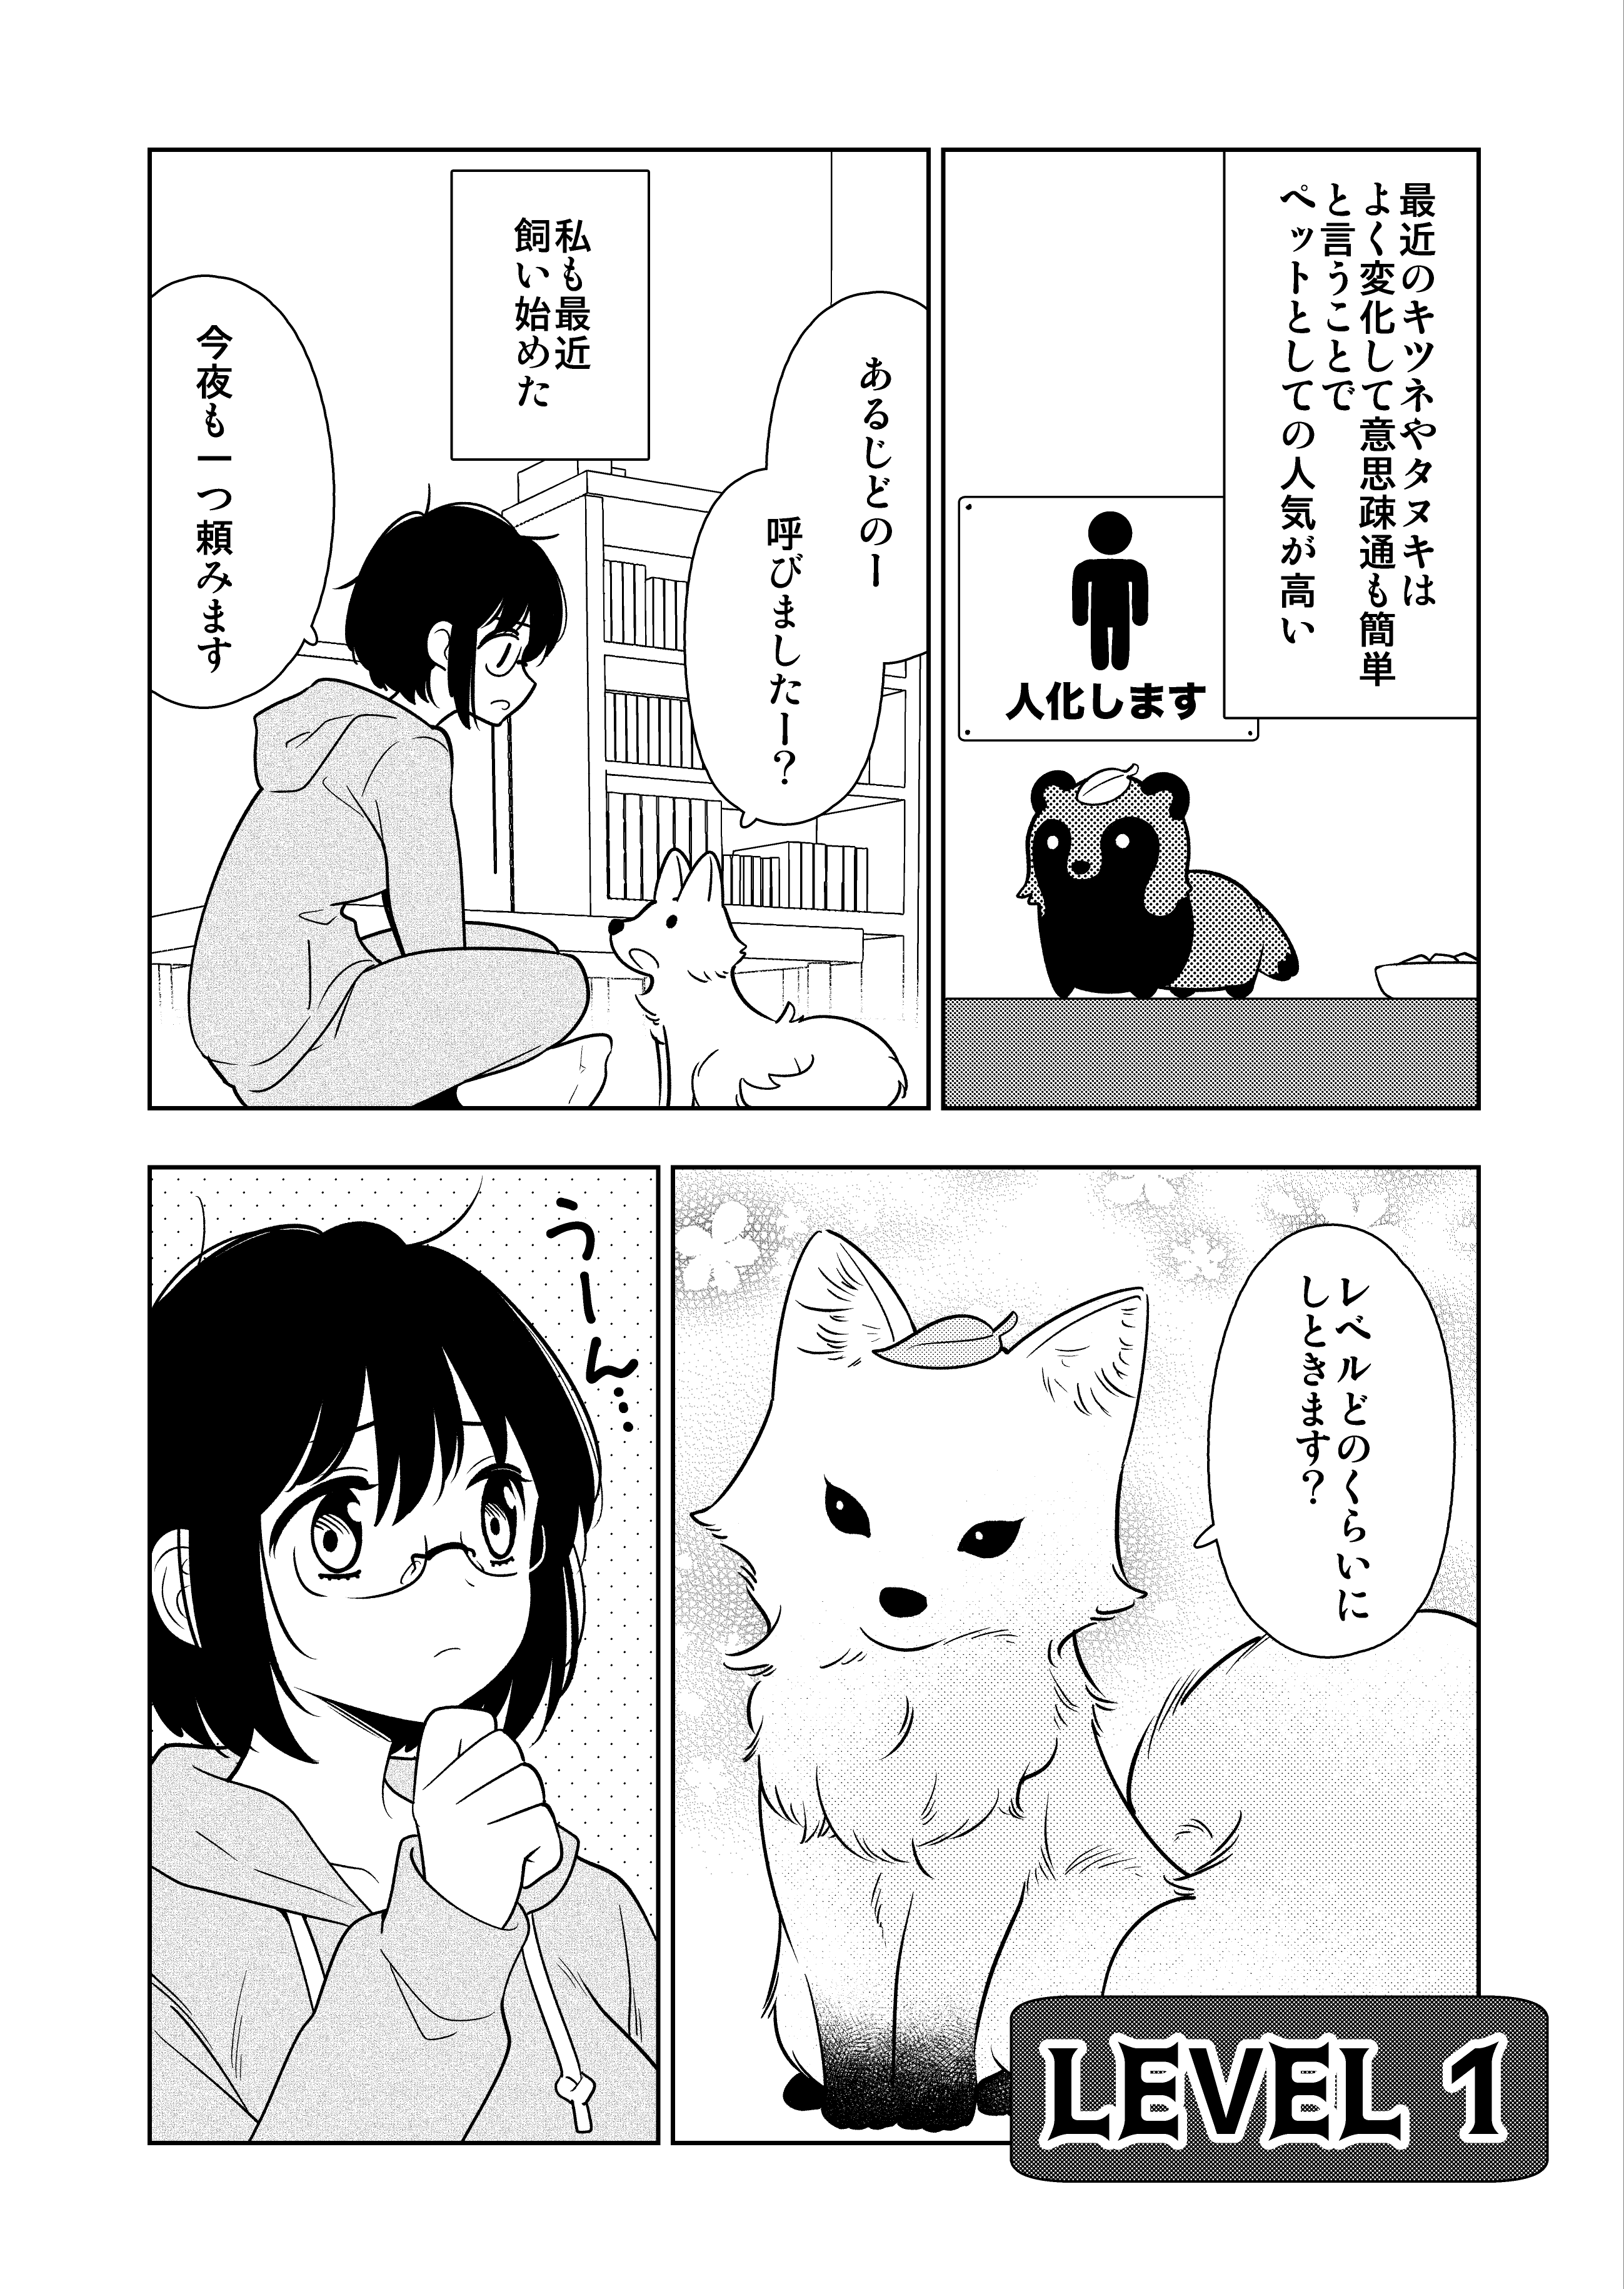 最近のキツネやタヌキは
よく変化して意思疎通も簡単
と言うことで
ペットとしての人気が高い
人化します
あるじどのー
呼びましたー?
私も最近
飼い始めた
今夜も一つ頼みます
レベルどのくらいに
しときます?
LEVEL 1
うーん…